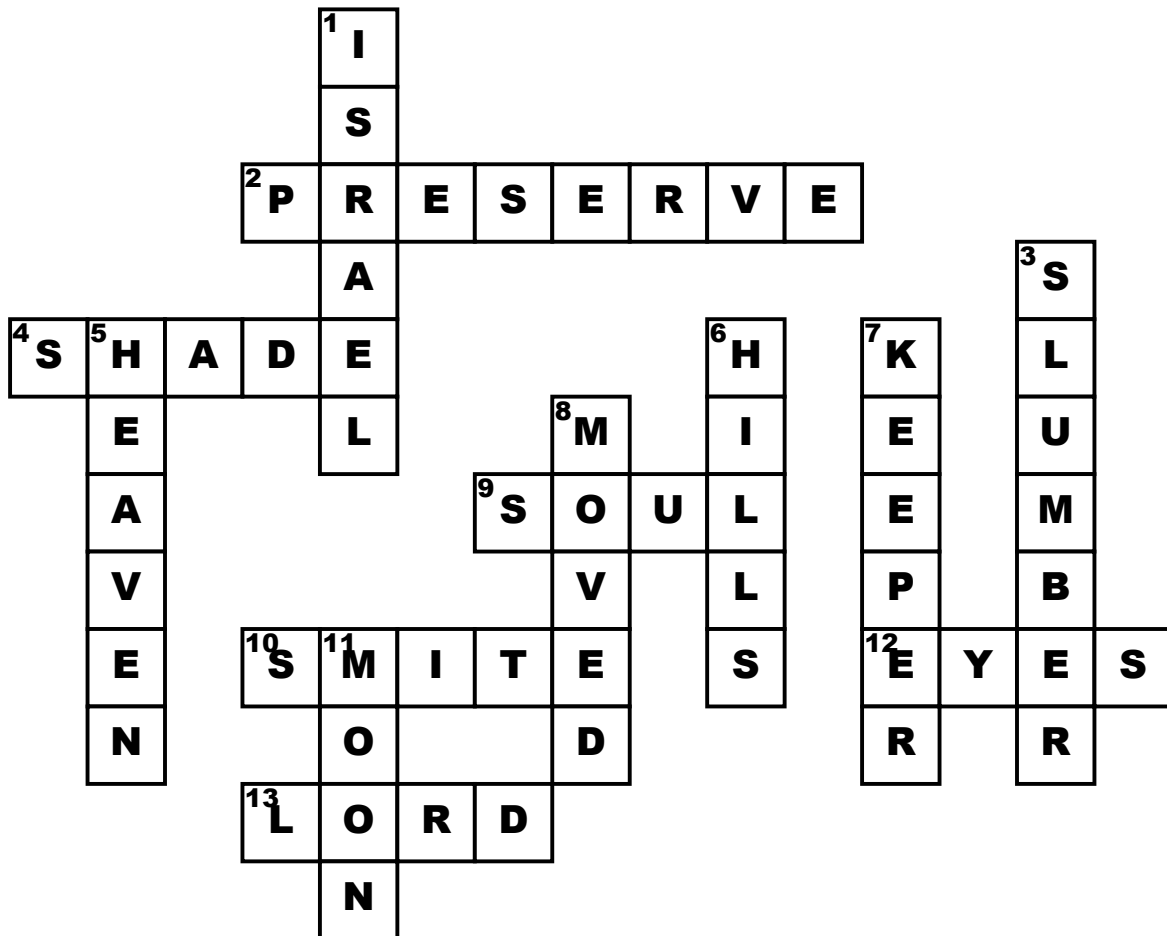 1 I
S
2 P R E S E R V E
A 3 S
4 S 5 H A D E 6 H 7 K L
E L 8 M I E U
A 9 S O U L E M
V V L P B
E 10 S 11 M I T E S 12 E Y E S
N O D R R
13 L O R D
N